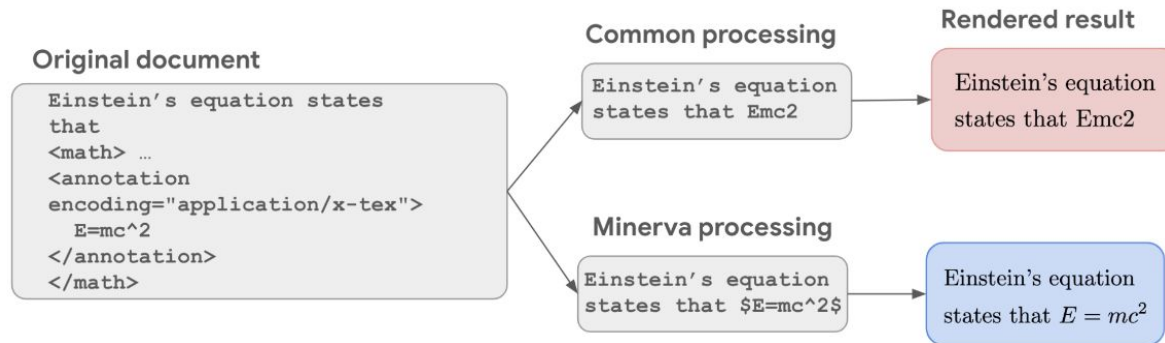 Original document
Einstein's equation states
that
<math> …
<annotation
encoding="application/x-tex">
E=mc^2
</annotation>
</math>
Common processing
Einstein's equation
states that Emc2
Rendered result
Einstein's equation
states that Emc2
Minerva processing
Einstein's equation
states that $E=mc^2$
Einstein's equation
states that E = mc²